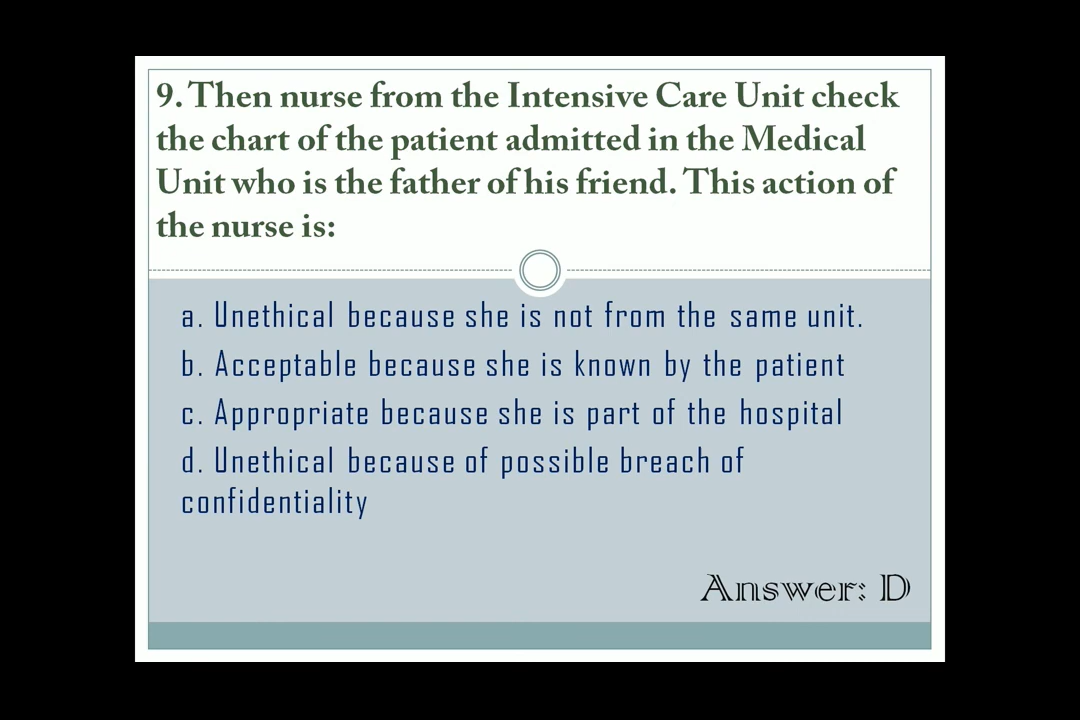 9. Then nurse from the Intensive Care Unit check
the chart of the patient admitted in the Medical
Unit who is the father of his friend. This action of
the nurse is:
a. Unethical because she is not from the same unit.
b. Acceptable because she is known by the patient
c. Appropriate because she is part of the hospital
d. Unethical because of possible breach of
confidentiality
Answer: D